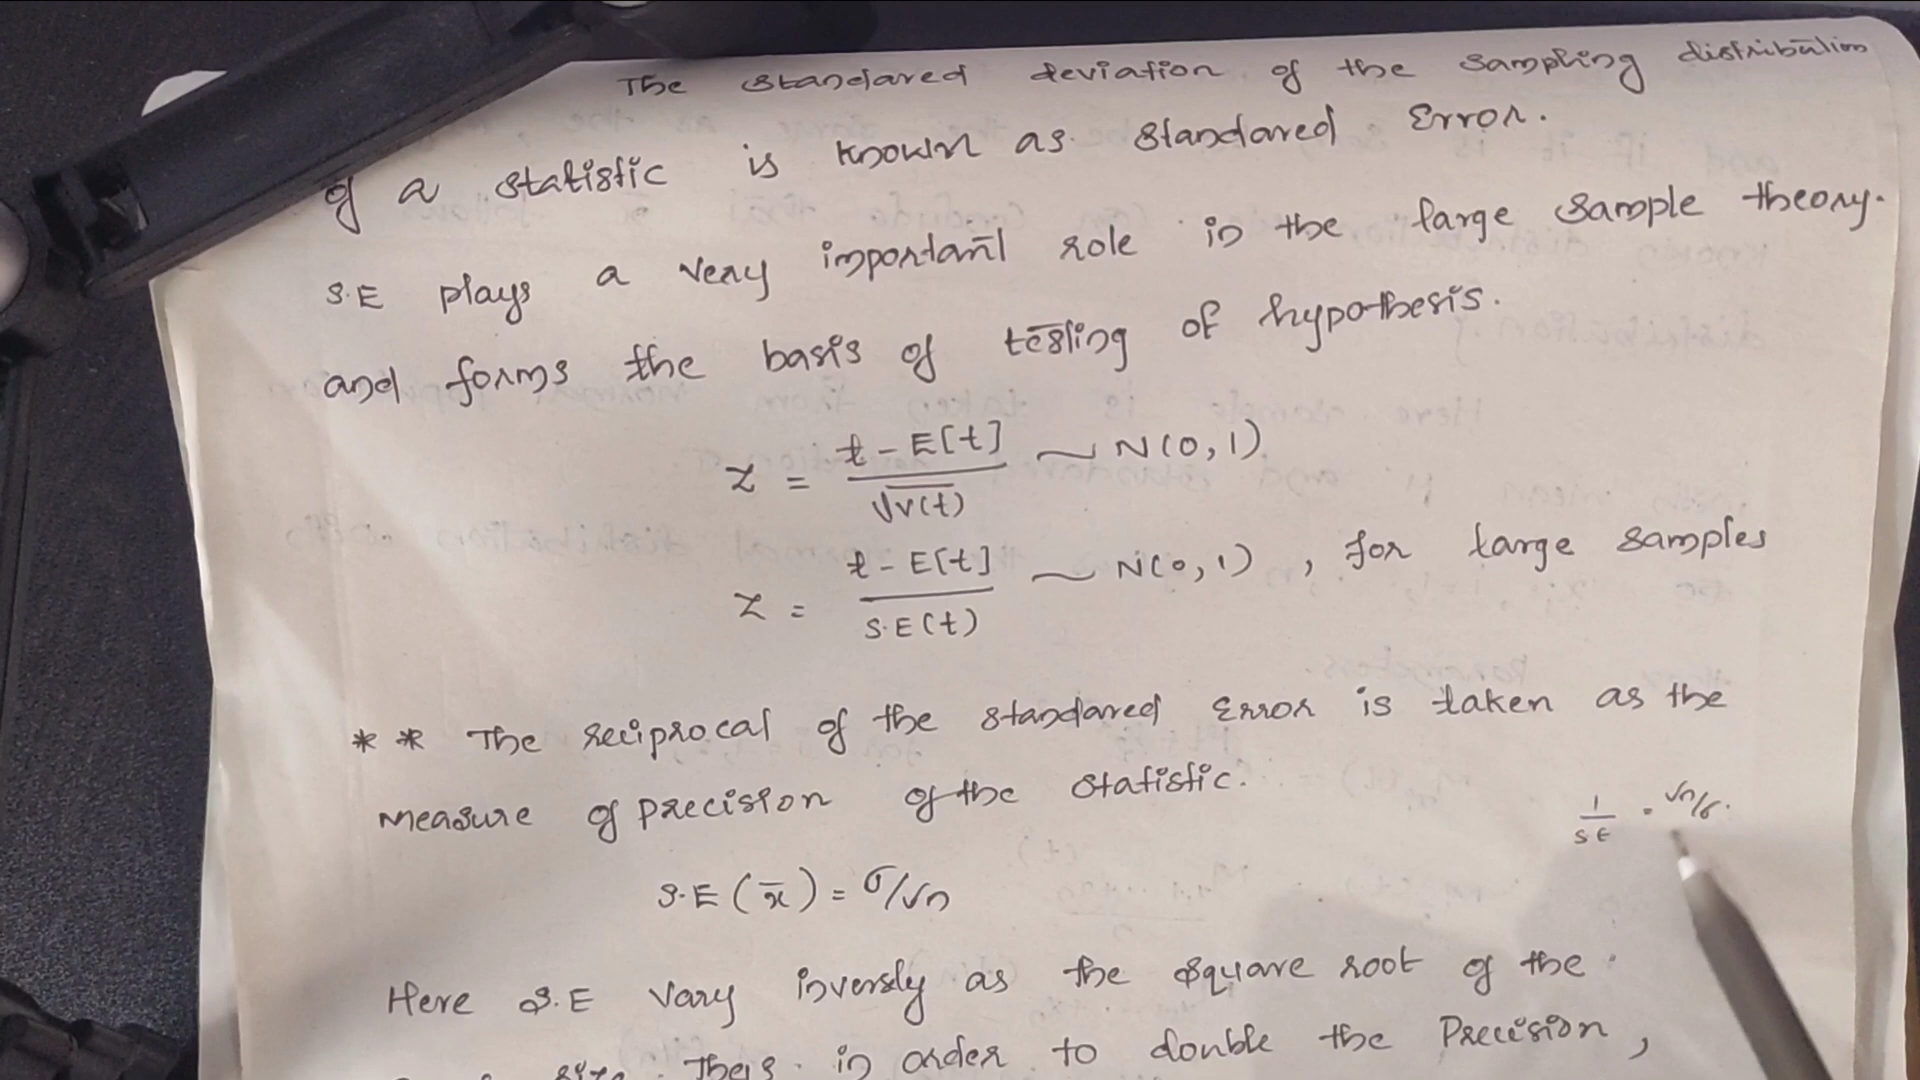 The standared deviation of the sampling distribution
of a statistic is known as standared Error.
S.E plays a very important role in the large sample theory.
and forms the basis of testing of hypothesis.
Z = t - E[t] / √V(t) ~ N(0,1)
Z = t - E[t] / S.E(t) ~ N(0,1) , for large samples
** The reciprocal of the standared Error is taken as the
measure of precision of the statistic.
1/SE = √n/σ.
S.E (x̄) = σ/√n
Here S.E vary inversly as the square root of the
size. in order to double the Precision,